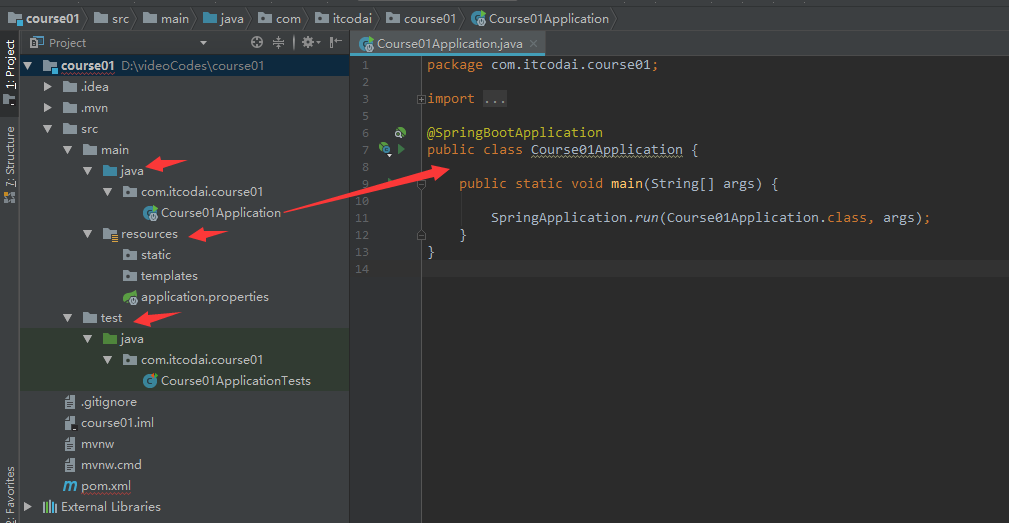 course01 src main java com itcodai course01 Course01Application
Project
Course01Application.java
1: Project
7: Structure
2: Favorites
course01 D:\videoCodes\course01
.idea
.mvn
src
main
java
com.itcodai.course01
Course01Application
resources
static
templates
application.properties
test
java
com.itcodai.course01
Course01ApplicationTests
.gitignore
course01.iml
mvnw
mvnw.cmd
pom.xml
External Libraries
1 package com.itcodai.course01;
2
3 import ...
5
6 @SpringBootApplication
7 public class Course01Application {
8
9 public static void main(String[] args) {
10
11 SpringApplication.run(Course01Application.class, args);
12 }
13 }
14